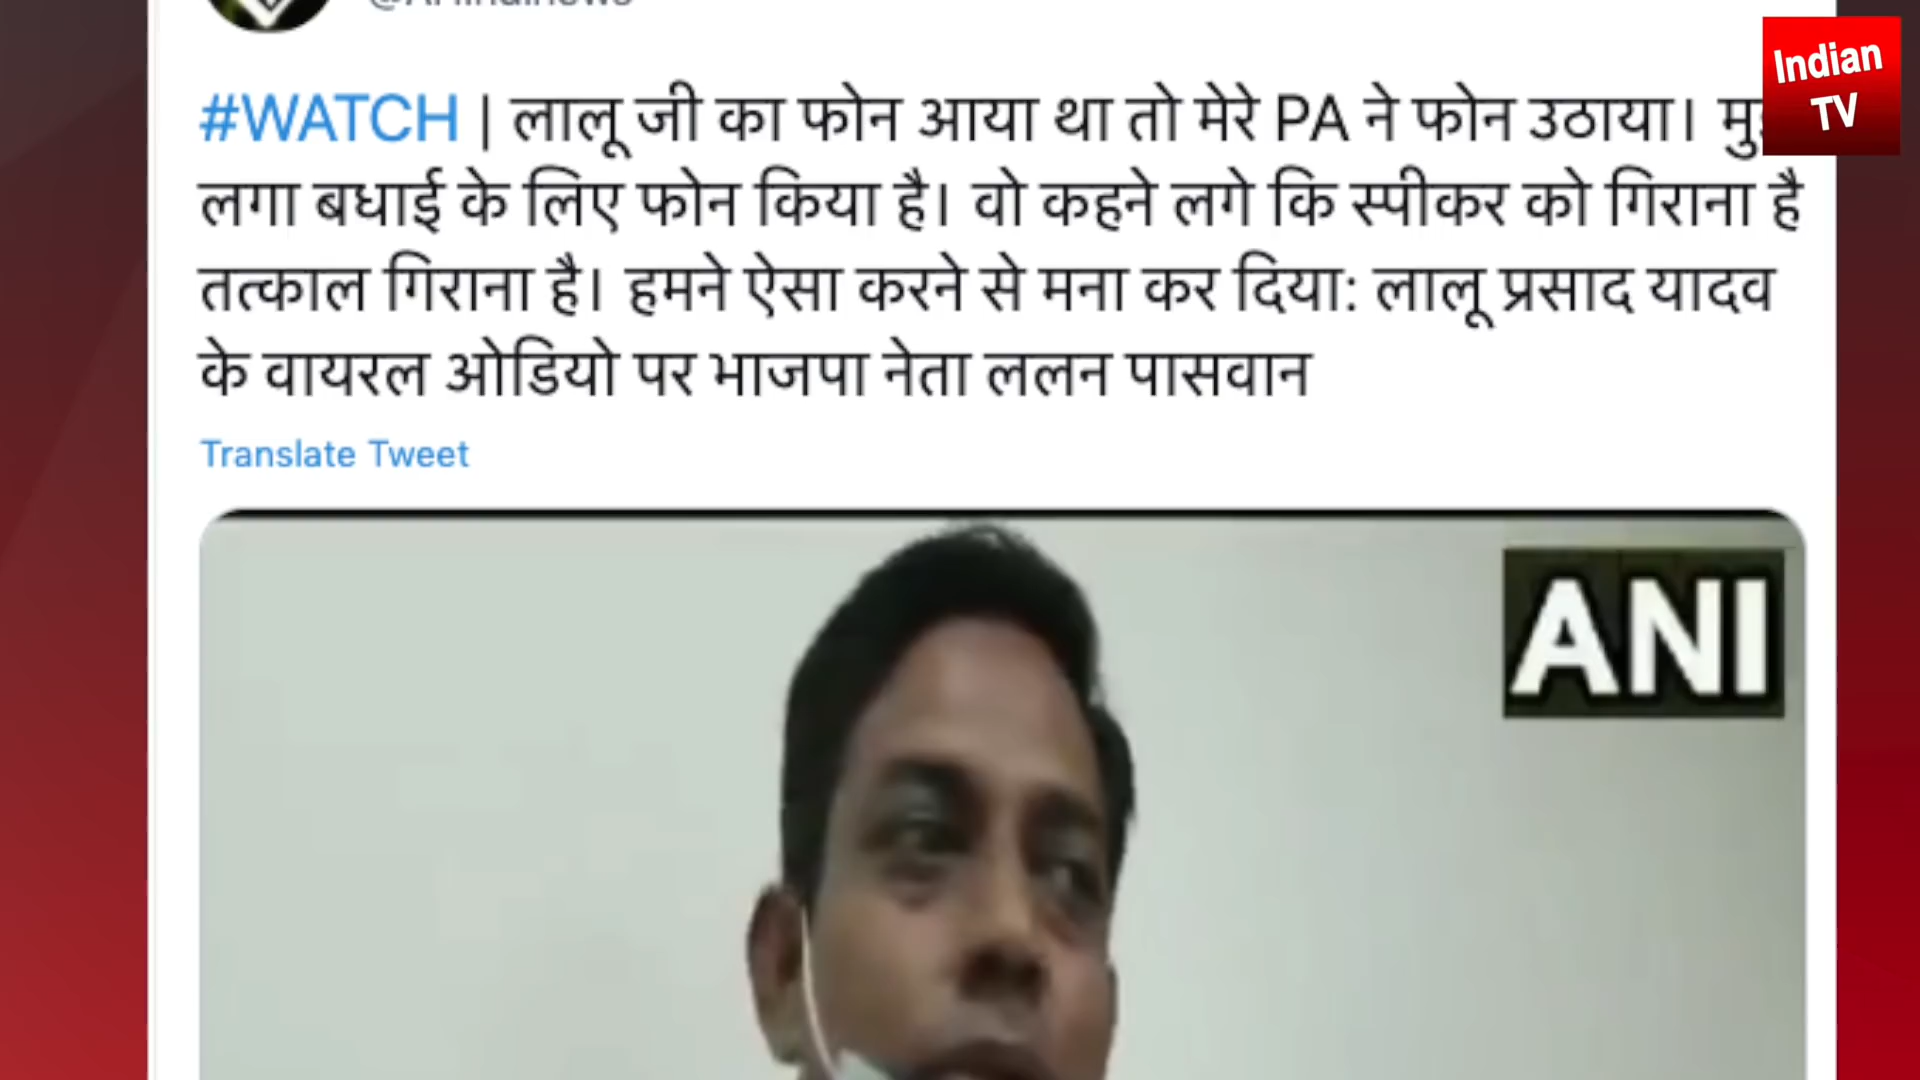 Indian
TV
#WATCH | लालू जी का फोन आया था तो मेरे PA ने फोन उठाया।
लगा बधाई के लिए फोन किया है। वो कहने लगे कि स्पीकर को गिराना है
तत्काल गिराना है। हमने ऐसा करने से मना कर दिया: लालू प्रसाद यादव
के वायरल ओडियो पर भाजपा नेता ललन पासवान
Translate Tweet
ANI